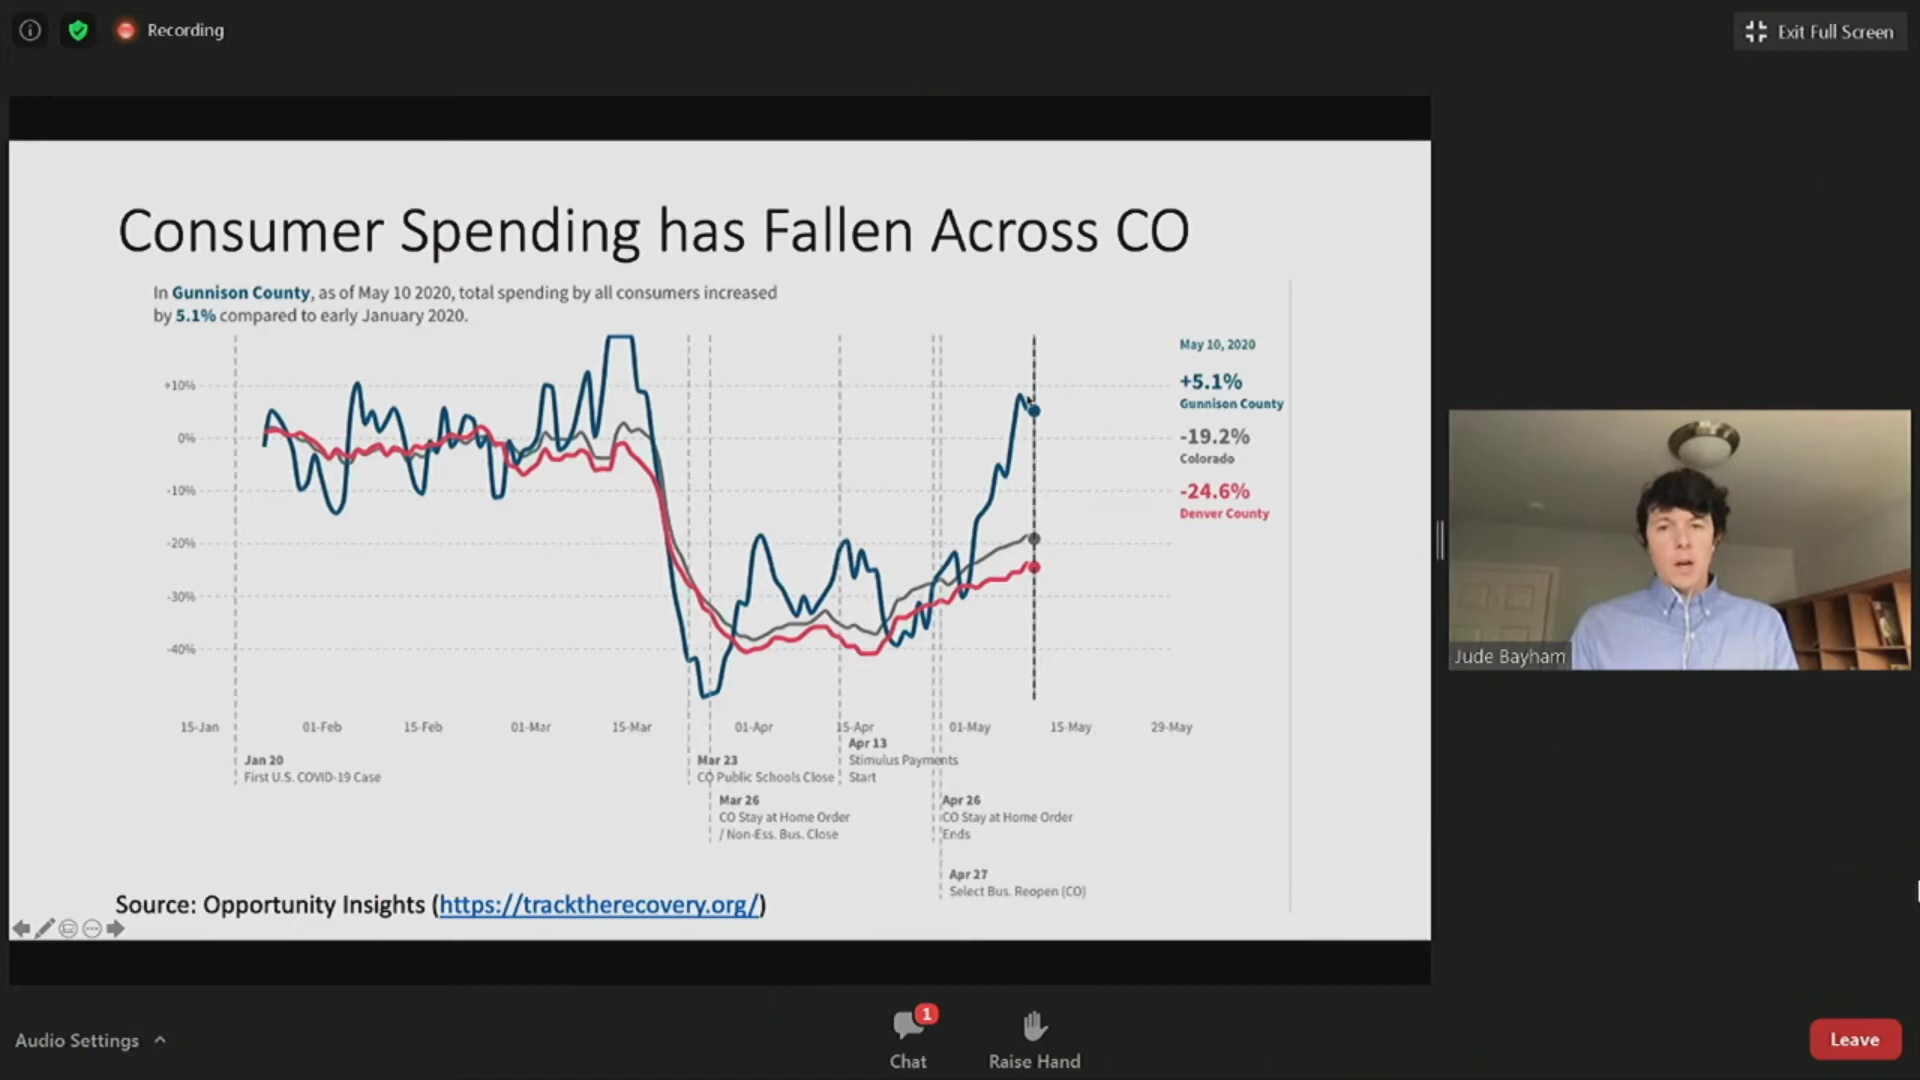 Recording
Exit Full Screen
Consumer Spending has Fallen Across CO
In Gunnison County, as of May 10 2020, total spending by all consumers increased
by 5.1% compared to early January 2020.
May 10, 2020
+5.1%
Gunnison County
-19.2%
Colorado
-24.6%
Denver County
+10%
0%
-10%
-20%
-30%
-40%
15-Jan 01-Feb 15-Feb 01-Mar 15-Mar 01-Apr 15-Apr 01-May 15-May 29-May
Jan 20
First U.S. COVID-19 Case
Mar 23
CO Public Schools Close
Mar 26
CO Stay at Home Order
/ Non-Ess. Bus. Close
Apr 13
Stimulus Payments
Start
Apr 26
CO Stay at Home Order
Ends
Apr 27
Select Bus. Reopen (CO)
Source: Opportunity Insights (https://tracktherecovery.org/)
Jude Bayham
Audio Settings
1
Chat
Raise Hand
Leave